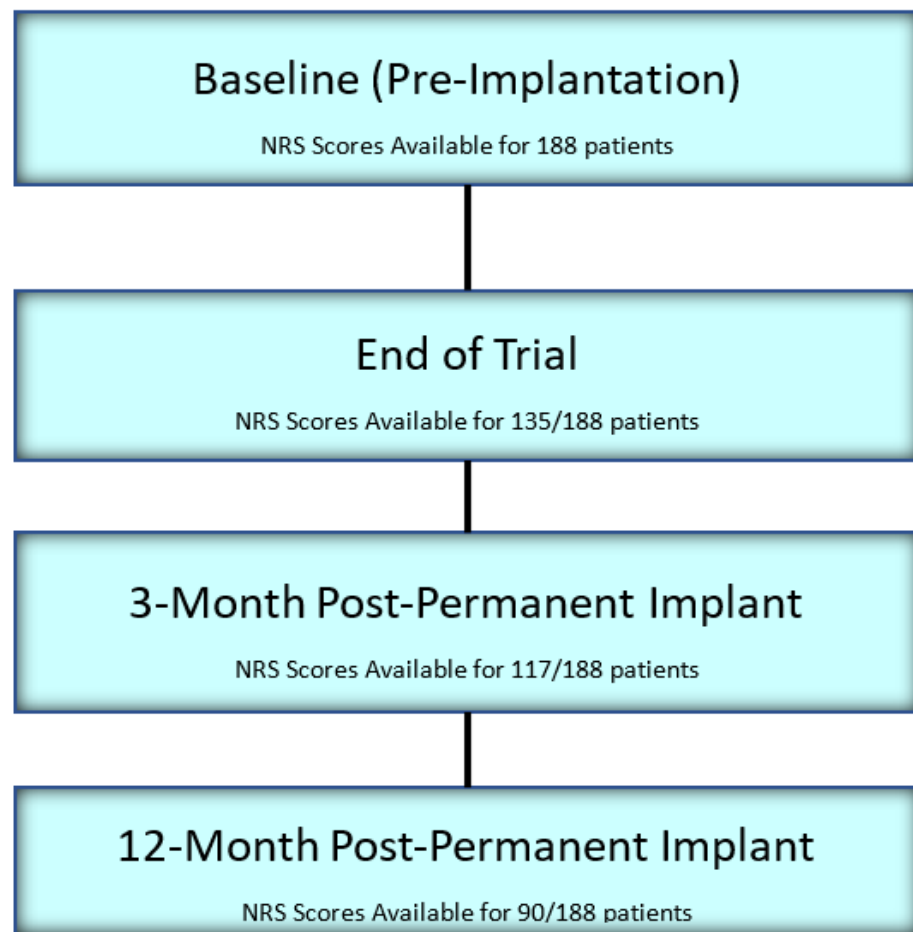 Baseline (Pre-Implantation)
NRS Scores Available for 188 patients
End of Trial
NRS Scores Available for 135/188 patients
3-Month Post-Permanent Implant
NRS Scores Available for 117/188 patients
12-Month Post-Permanent Implant
NRS Scores Available for 90/188 patients